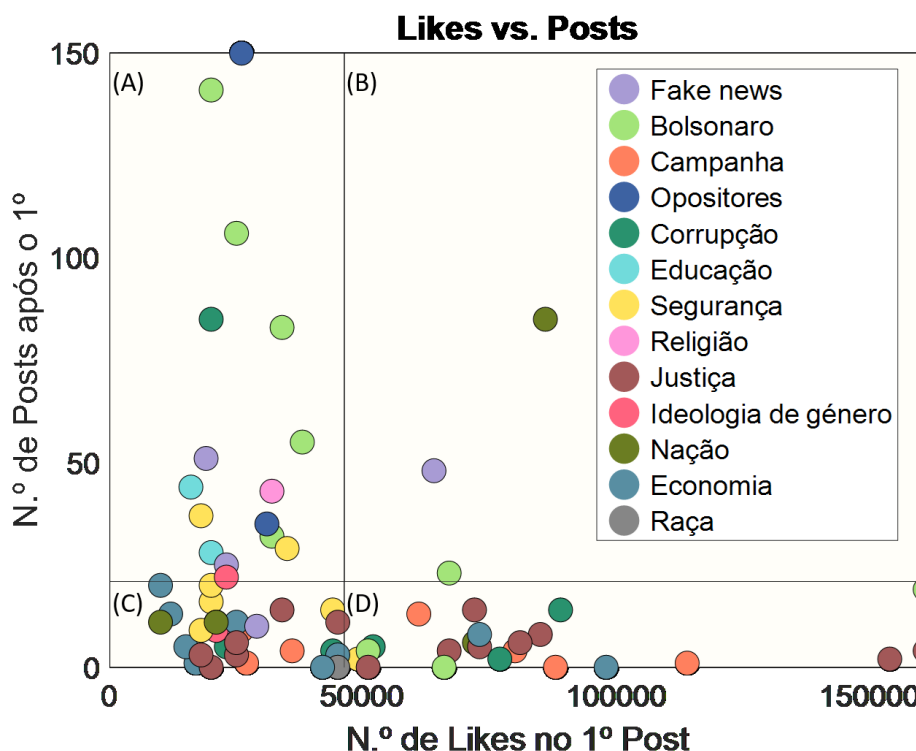 Likes vs. Posts
150
(A)
(B)
Fake news
Bolsonaro
Campanha
Opositores
Corrupção
Educação
Segurança
Religião
Justiça
Ideologia de género
Nação
Economia
Raça
100
50
(C)
(D)
0
0
50000
100000
150000
N.º de Posts após o 1º
N.º de Likes no 1º Post